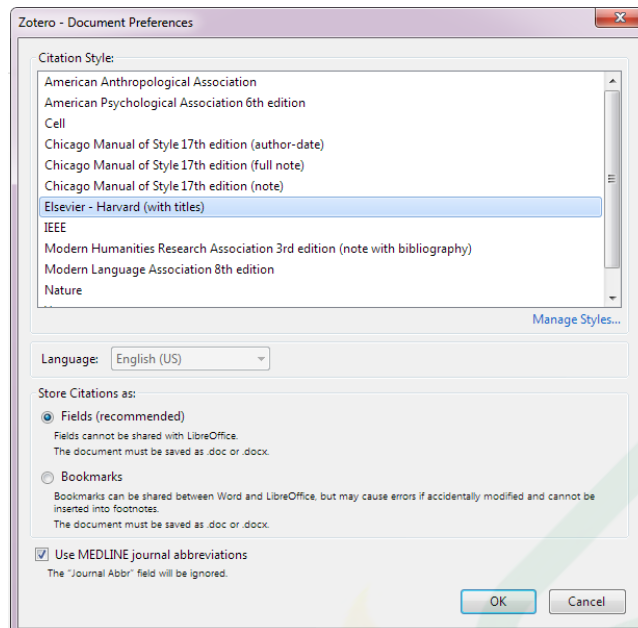 Zotero - Document Preferences
Citation Style:
American Anthropological Association
American Psychological Association 6th edition
Cell
Chicago Manual of Style 17th edition (author-date)
Chicago Manual of Style 17th edition (full note)
Chicago Manual of Style 17th edition (note)
Elsevier - Harvard (with titles)
IEEE
Modern Humanities Research Association 3rd edition (note with bibliography)
Modern Language Association 8th edition
Nature
Manage Styles...
Language: English (US)
Store Citations as:
Fields (recommended)
Fields cannot be shared with LibreOffice.
The document must be saved as .doc or .docx.
Bookmarks
Bookmarks can be shared between Word and LibreOffice, but may cause errors if accidentally modified and cannot be
inserted into footnotes.
The document must be saved as .doc or .docx.
Use MEDLINE journal abbreviations
The "Journal Abbr" field will be ignored.
OK Cancel